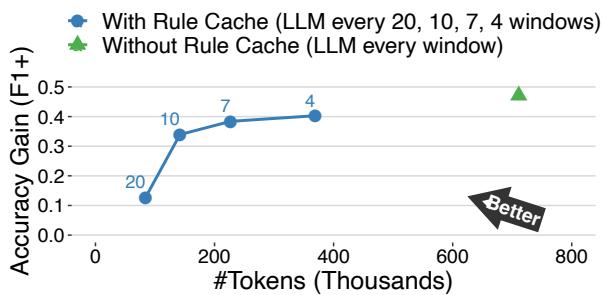 With Rule Cache (LLM every 20, 10, 7, 4 windows)
Without Rule Cache (LLM every window)
Accuracy Gain (F1+)
0.5
0.4
0.3
0.2
0.1
0.0
20
10
7
4
Better
0 200 400 600 800
#Tokens (Thousands)